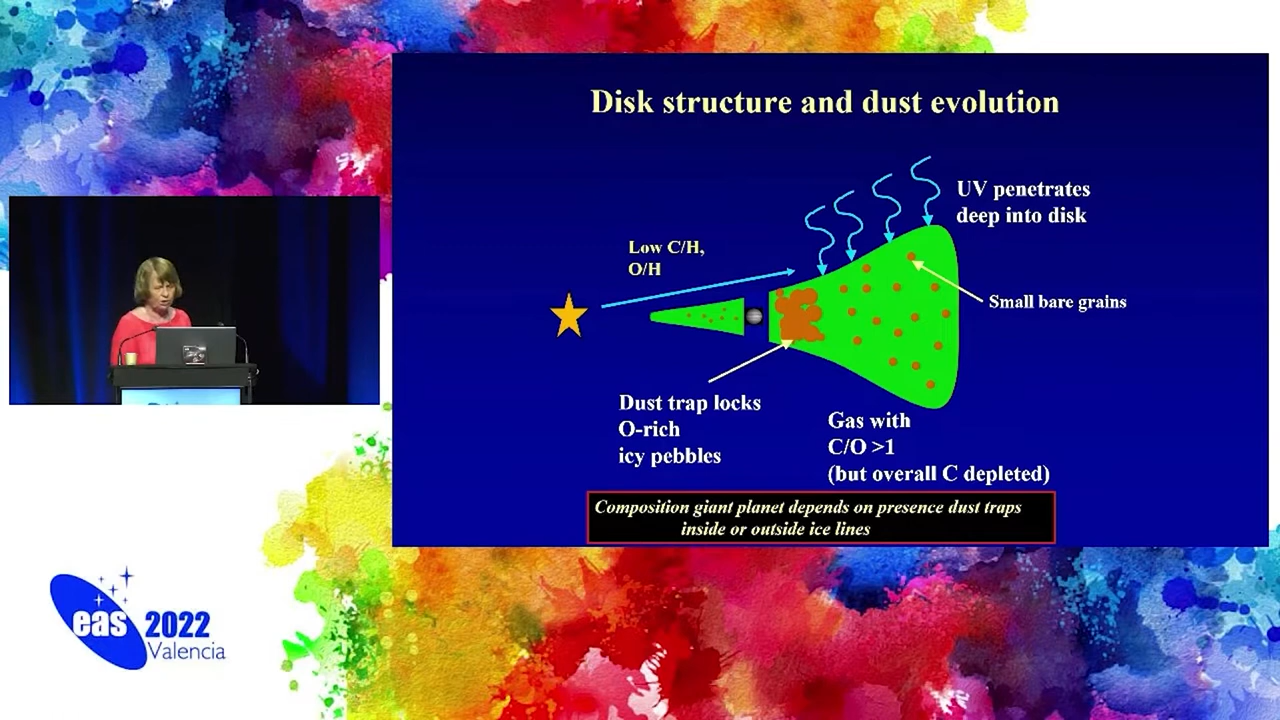 Disk structure and dust evolution
UV penetrates
deep into disk
Low C/H,
O/H
Small bare grains
Dust trap locks
O-rich
icy pebbles
Gas with
C/O >1
(but overall C depleted)
Composition giant planet depends on presence dust traps
inside or outside ice lines
eas 2022
Valencia